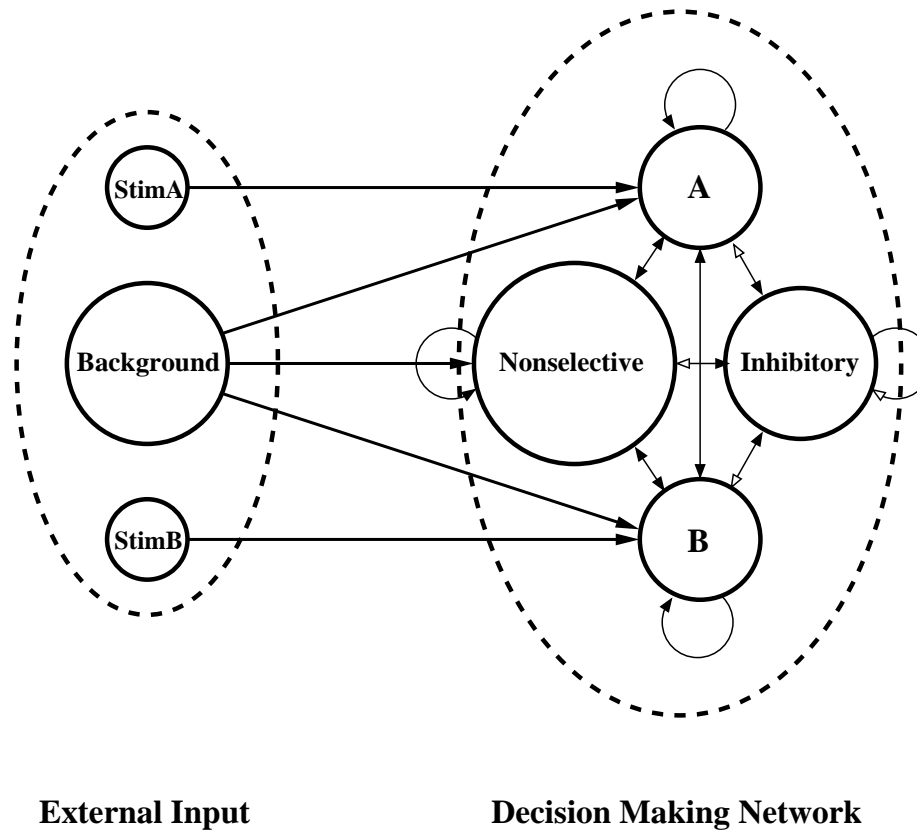 StimA
A
Background
Nonselective
Inhibitory
StimB
B
External Input
Decision Making Network